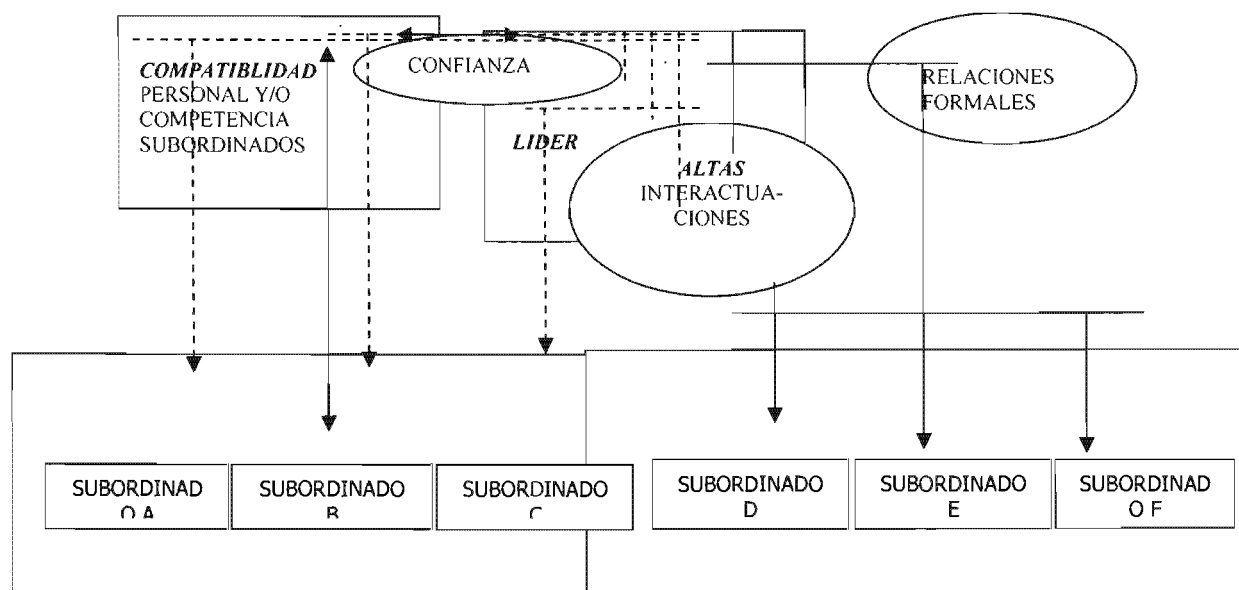 COMPATIBLIDAD
PERSONAL Y/O
COMPETENCIA
SUBORDINADOS
CONFIANZA
LIDER
ALTAS
INTERACTUA-
CIONES
RELACIONES
FORMALES
SUBORDINAD
O A
SUBORDINADO
B
SUBORDINADO
C
SUBORDINADO
D
SUBORDINADO
E
SUBORDINAD
O F